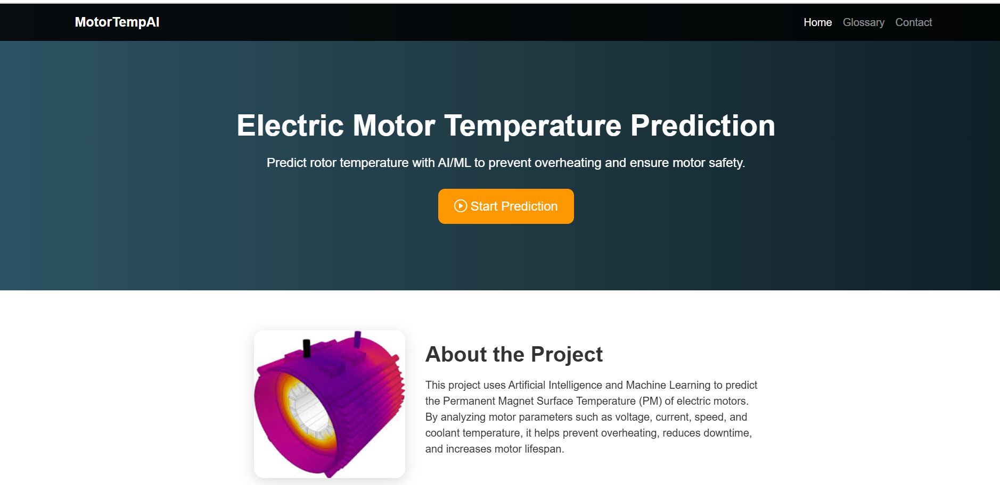 MotorTempAI
Home Glossary Contact
Electric Motor Temperature Prediction
Predict rotor temperature with AI/ML to prevent overheating and ensure motor safety.
Start Prediction
About the Project
This project uses Artificial Intelligence and Machine Learning to predict
the Permanent Magnet Surface Temperature (PM) of electric motors.
By analyzing motor parameters such as voltage, current, speed, and
coolant temperature, it helps prevent overheating, reduces downtime,
and increases motor lifespan.